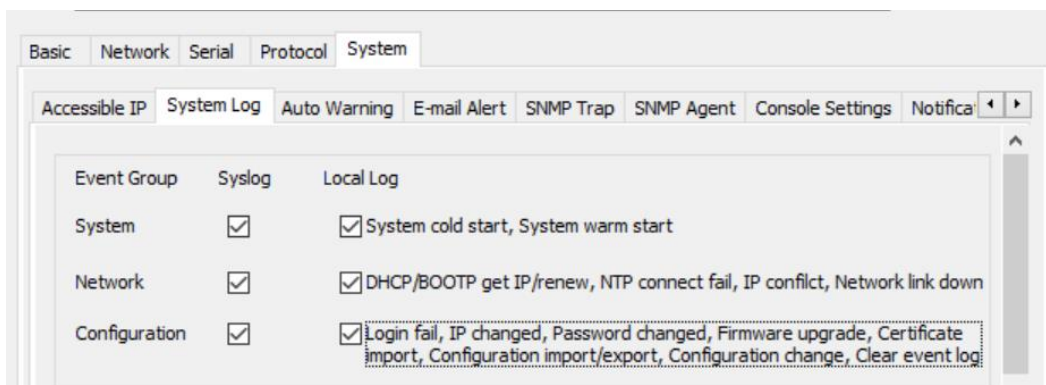 Basic Network Serial Protocol System
Accessible IP System Log Auto Warning E-mail Alert SNMP Trap SNMP Agent Console Settings Notificat
Event Group Syslog Local Log
System System cold start, System warm start
Network DHCP/BOOTP get IP/renew, NTP connect fail, IP conflict, Network link down
Configuration Login fail, IP changed, Password changed, Firmware upgrade, Certificate
import, Configuration import/export, Configuration change, Clear event log